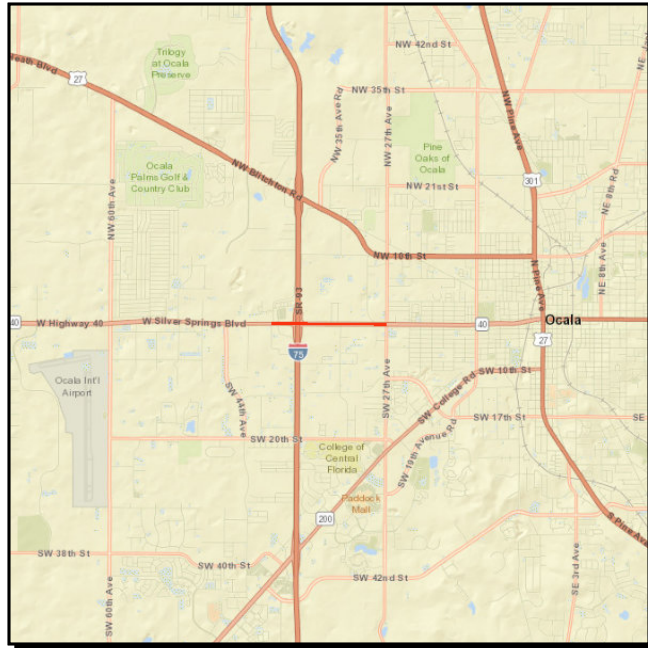 NW 42nd St
Trilogy
at Ocala
Preserve
eath Blvd
27
NW 35th St
NW 35th Ave Rd
NW 27th Ave
NW Pine Ave
Pine
Oaks of
Ocala
Ocala
Palms Golf &
Country Club
NW Blitchton Rd
NW 60th Ave
NW 21st St
301
NE 9th Rd
NW 10th St
NE 8th Ave
N Pine Ave
SR 93
40
W Highway 40
W Silver Springs Blvd
40
Ocala
27
75
Ocala Int'l
Airport
SW 44th Ave
SW 27th Ave
SW College Rd
SW 10th St
SW 17th St
SE
SW 20th St
SW 19th Avenue Rd
College of
Central
Florida
Paddock
Mall
200
S Pine Ave
SW 38th St
SW 40th St
SW 42nd St
SW 60th Ave
SE 3rd Ave